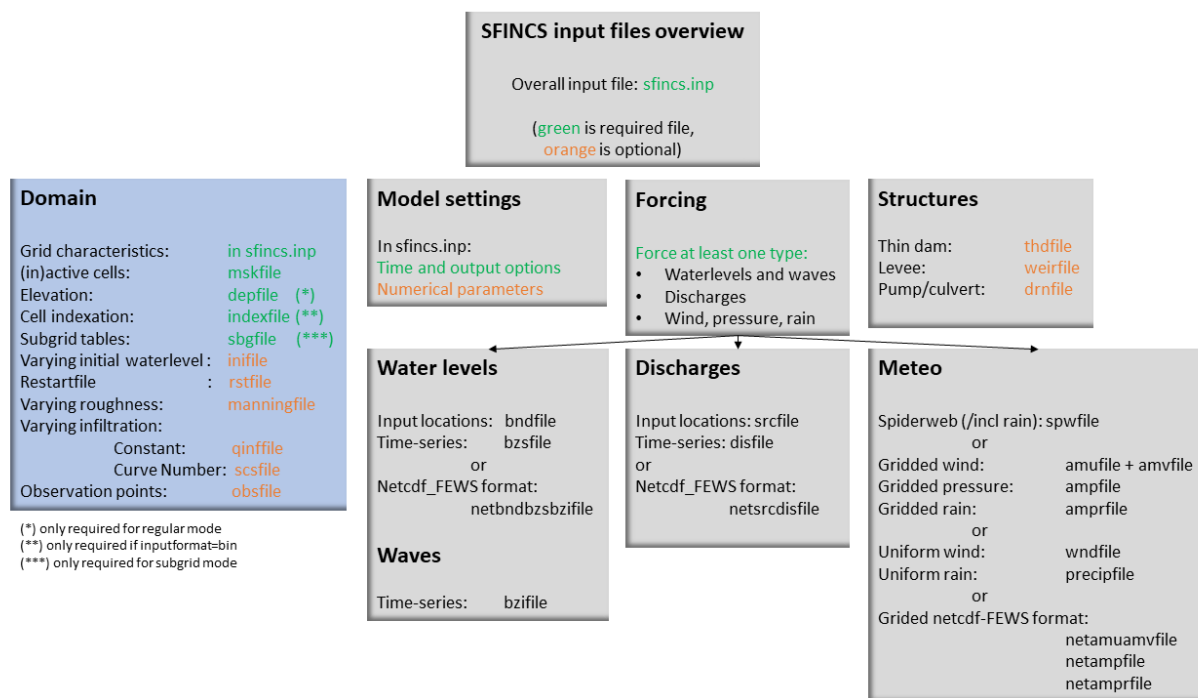 SFINCS input files overview
Overall input file: sfincs.inp
(green is required file,
orange is optional)
Domain
Grid characteristics: in sfincs.inp
(in)active cells: mskfile
Elevation: depfile (*)
Cell indexation: indexfile (**)
Subgrid tables: sbgfile (***)
Varying initial waterlevel : inifile
Restartfile : rstfile
Varying roughness: manningfile
Varying infiltration:
Constant: qinffile
Curve Number: scsfile
Observation points: obsfile
(*) only required for regular mode
(**) only required if inputformat=bin
(***) only required for subgrid mode
Model settings
In sfincs.inp:
Time and output options
Numerical parameters
Forcing
Force at least one type:
• Waterlevels and waves
• Discharges
• Wind, pressure, rain
Structures
Thin dam: thdfile
Levee: weirfile
Pump/culvert: drnfile
Water levels
Input locations: bndfile
Time-series: bzsfile
or
Netcdf_FEWS format:
netbndbzsbzifile
Waves
Time-series: bzifile
Discharges
Input locations: srcfile
Time-series: disfile
or
Netcdf_FEWS format:
netsrcdisfile
Meteo
Spiderweb (/incl rain): spwfile
or
Gridded wind: amufile + amvfile
Gridded pressure: ampfile
Gridded rain: amprfile
or
Uniform wind: wndfile
Uniform rain: precipfile
or
Grided netcdf-FEWS format:
netamuamvfile
netampfile
netamprfile